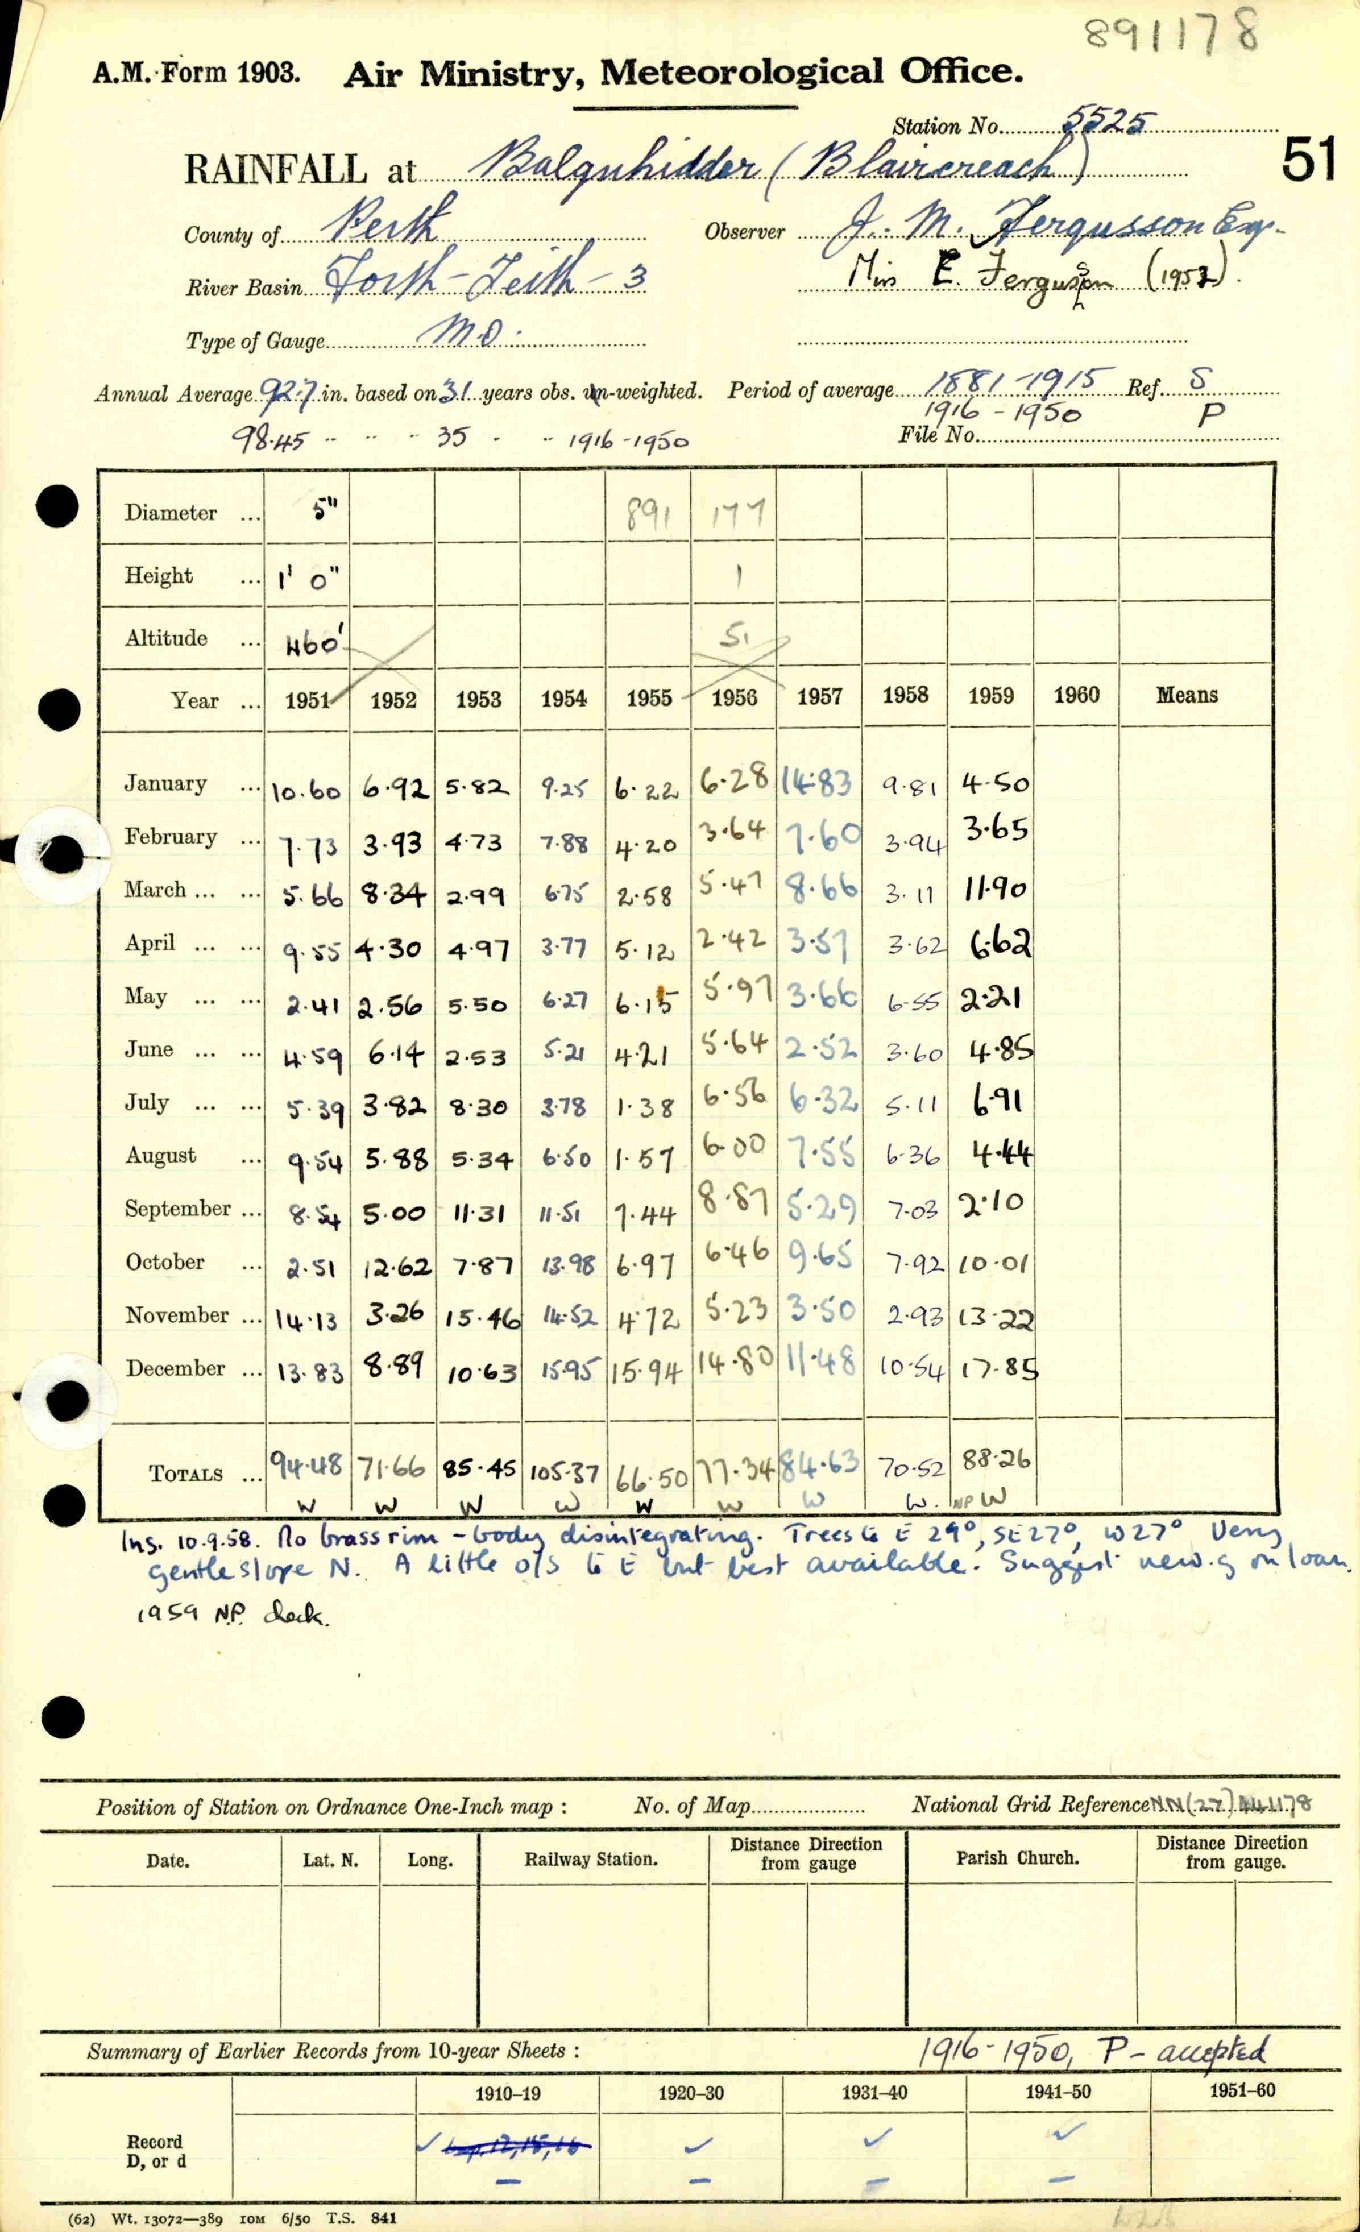 891178
A.M. Form 1903. Air Ministry, Meteorological Office.
Station No. 5525
RAINFALL at Balquhidder (Blaircreach)
51
County of Perth Observer J. M. Fergusson Esq.
River Basin Forth - Teith - 3 Miss E. Ferguson (1952).
Type of Gauge M.O.
Annual Average 92.7 in. based on 31 years obs. un-weighted. Period of average 1881-1915 Ref. S
1916-1950 P
98.45 " " " 35 " " 1916-1950 File No.
Diameter ... 5" 891 177
Height ... 1' 0" 1
Altitude ... 460' 51
Year ... 1951 1952 1953 1954 1955 1956 1957 1958 1959 1960 Means
January ... 10.60 6.92 5.82 9.25 6.22 6.28 14.83 9.81 4.50
February ... 7.73 3.93 4.73 7.88 4.20 3.64 7.60 3.94 3.65
March ... ... 5.66 8.34 2.99 6.75 2.58 5.47 8.66 3.11 11.90
April ... ... 9.55 4.30 4.97 3.77 5.12 2.42 3.57 3.62 6.62
May ... ... 2.41 2.56 5.50 6.27 6.15 5.97 3.66 6.55 2.21
June ... ... 4.59 6.14 2.53 5.21 4.21 5.64 2.52 3.60 4.85
July ... ... 5.39 3.82 8.30 3.78 1.38 6.56 6.32 5.11 6.91
August ... 9.54 5.88 5.34 6.50 1.57 6.00 7.55 6.36 4.44
September ... 8.54 5.00 11.31 11.51 7.44 8.87 5.29 7.03 2.10
October ... 2.51 12.62 7.87 13.98 6.97 6.46 9.65 7.92 10.01
November ... 14.13 3.26 15.46 14.52 4.72 5.23 3.50 2.93 13.22
December ... 13.83 8.89 10.63 15.95 15.94 14.80 11.48 10.54 17.85
TOTALS ... 94.48 71.66 85.45 105.37 66.50 77.34 84.63 70.52 88.26
W W W W W W W W. NP W
Ins. 10.9.58. No brass rim - body disintegrating. Trees to E 29°, SE 27°, W 27° Very
gentle slope N. A little o/s to E but best available. Suggest new g on loan.
1959 N.P. check.
Position of Station on Ordnance One-Inch map : No. of Map National Grid Reference NN (27) 441178
Date. Lat. N. Long. Railway Station. Distance from gauge Direction Parish Church. Distance from gauge. Direction
Summary of Earlier Records from 10-year Sheets : 1916-1950, P - accepted
1910–19 1920–30 1931–40 1941–50 1951–60
Record ✓ 12, 15, 16 ✓ ✓ ✓
D, or d – – – –
(62) Wt. 13072—389 10M 6/50 T.S. 841